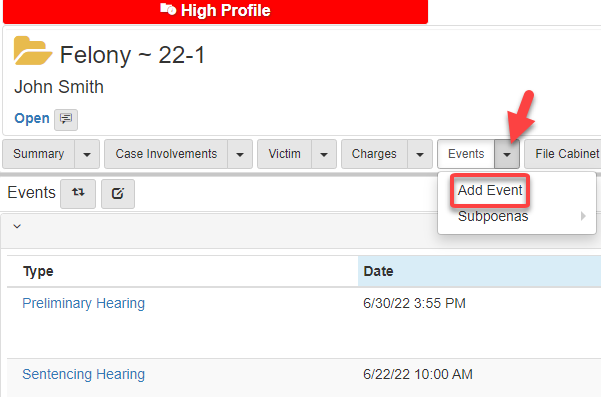 High Profile
Felony ~ 22-1
John Smith
Open
Summary Case Involvements Victim Charges Events File Cabinet
Events
Add Event
Subpoenas
Type Date
Preliminary Hearing 6/30/22 3:55 PM
Sentencing Hearing 6/22/22 10:00 AM